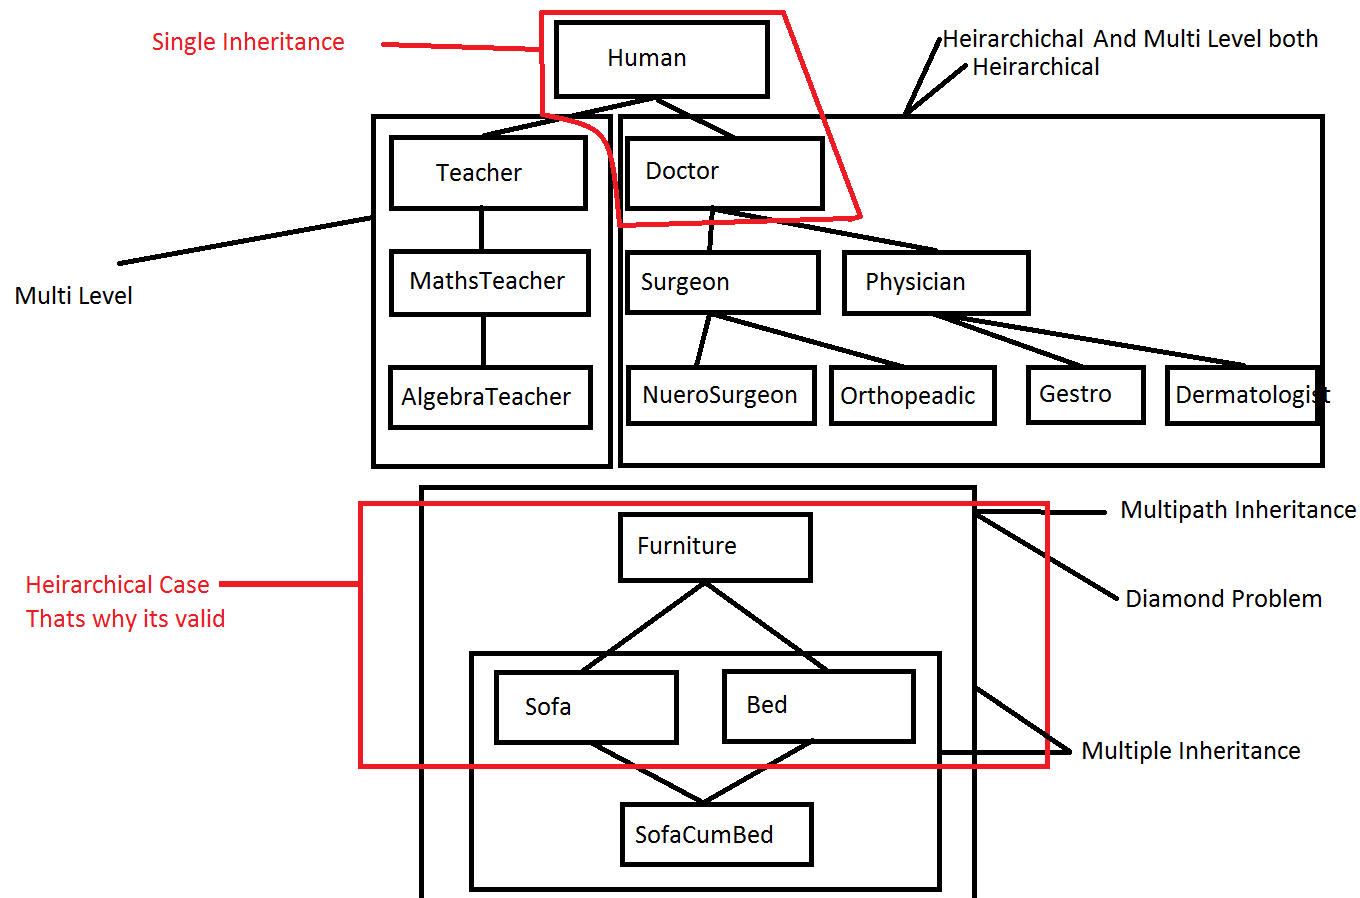 Single Inheritance
Human
Heirarchichal And Multi Level both
Heirarchical
Teacher
Doctor
MathsTeacher
Surgeon
Physician
Multi Level
AlgebraTeacher
NueroSurgeon
Orthopeadic
Gestro
Dermatologist
Multipath Inheritance
Furniture
Heirarchical Case
Thats why its valid
Diamond Problem
Sofa
Bed
Multiple Inheritance
SofaCumBed